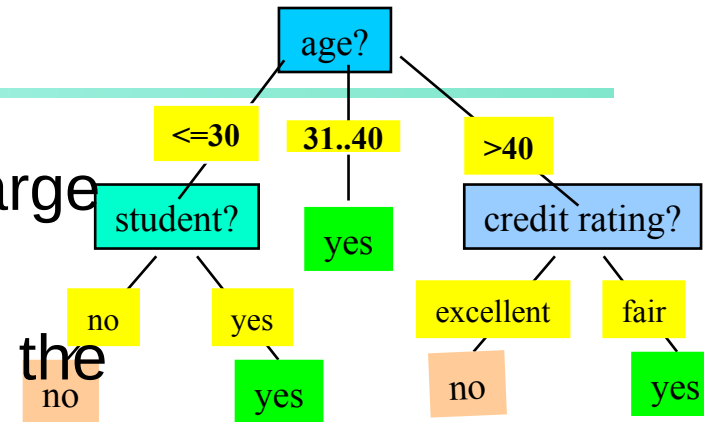 age?
<=30 31..40 >40
arge
student? yes credit rating?
no yes excellent fair
the
no yes no yes